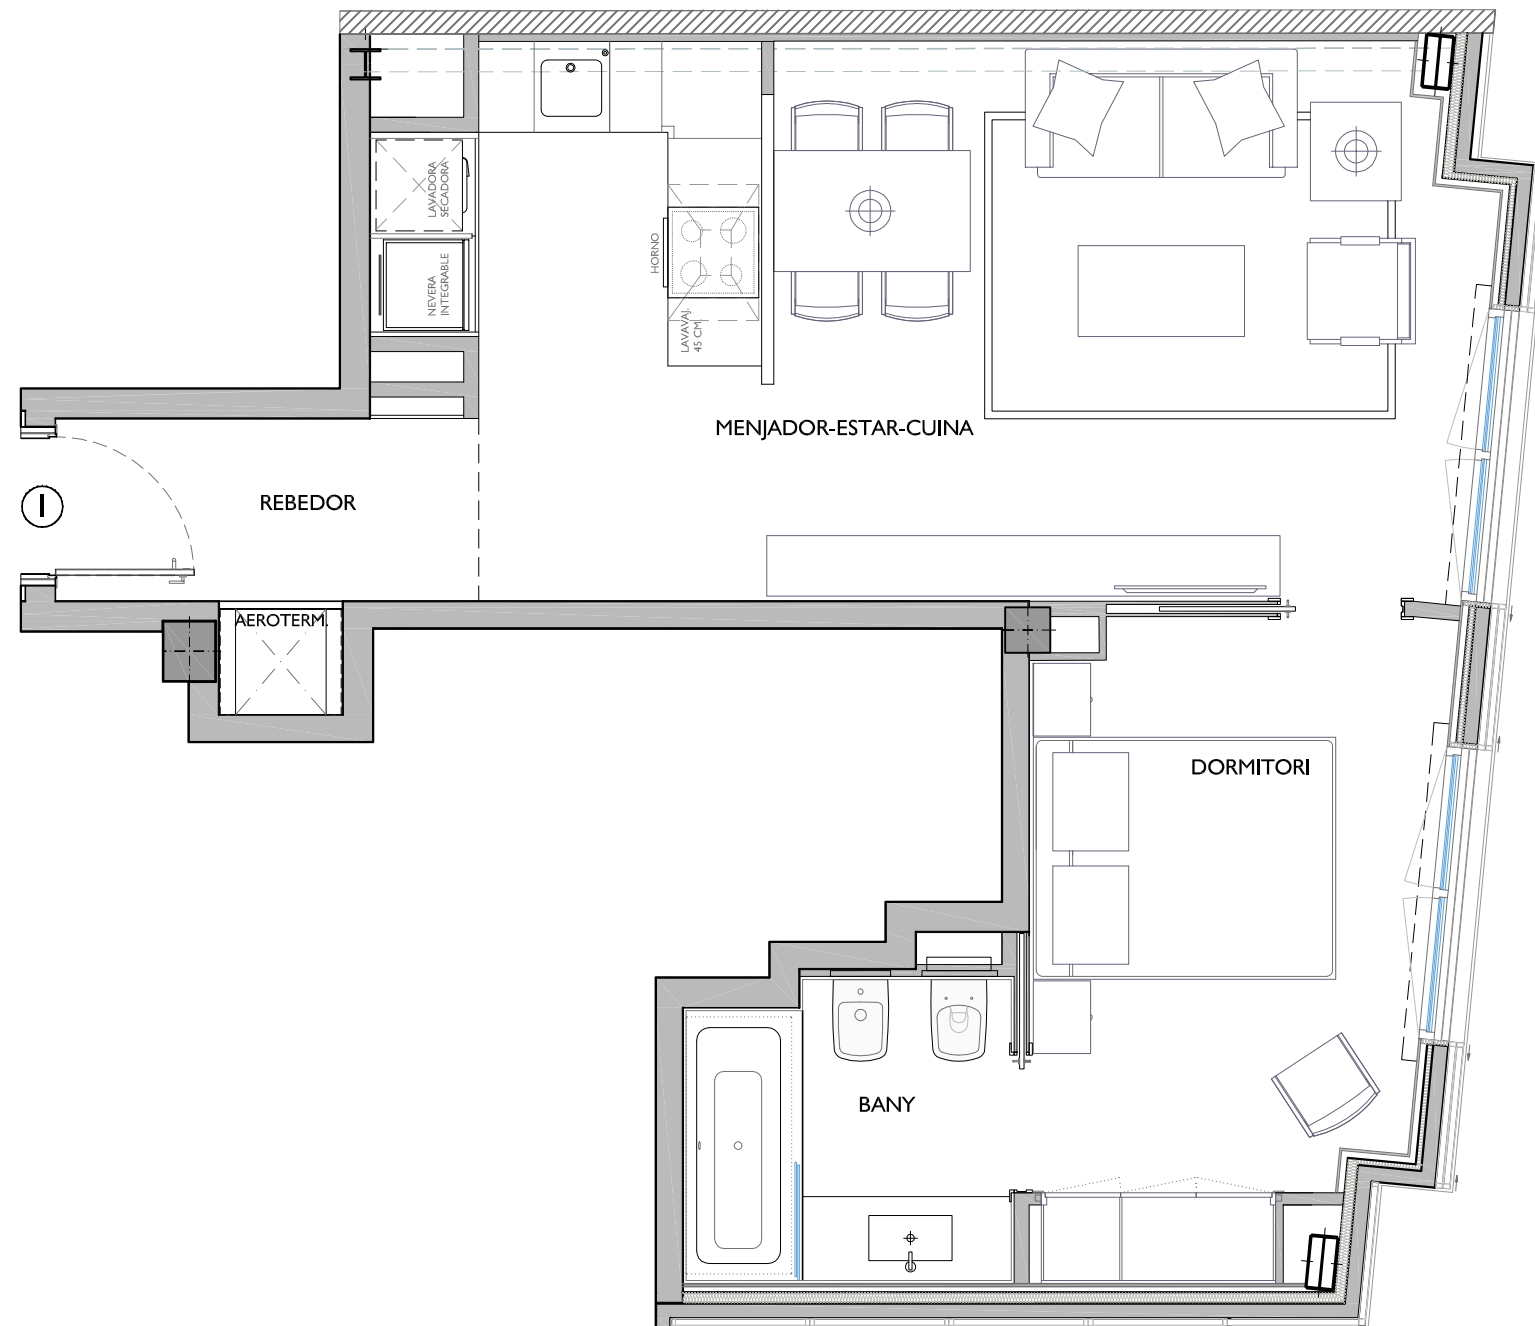 LAVADORA
SECADORA
NEVERA
INTEGRABLE
HORNO
LAVAVAJ.
45 CM.
MENJADOR-ESTAR-CUINA
REBEDOR
I
AEROTERM.
DORMITORI
BANY